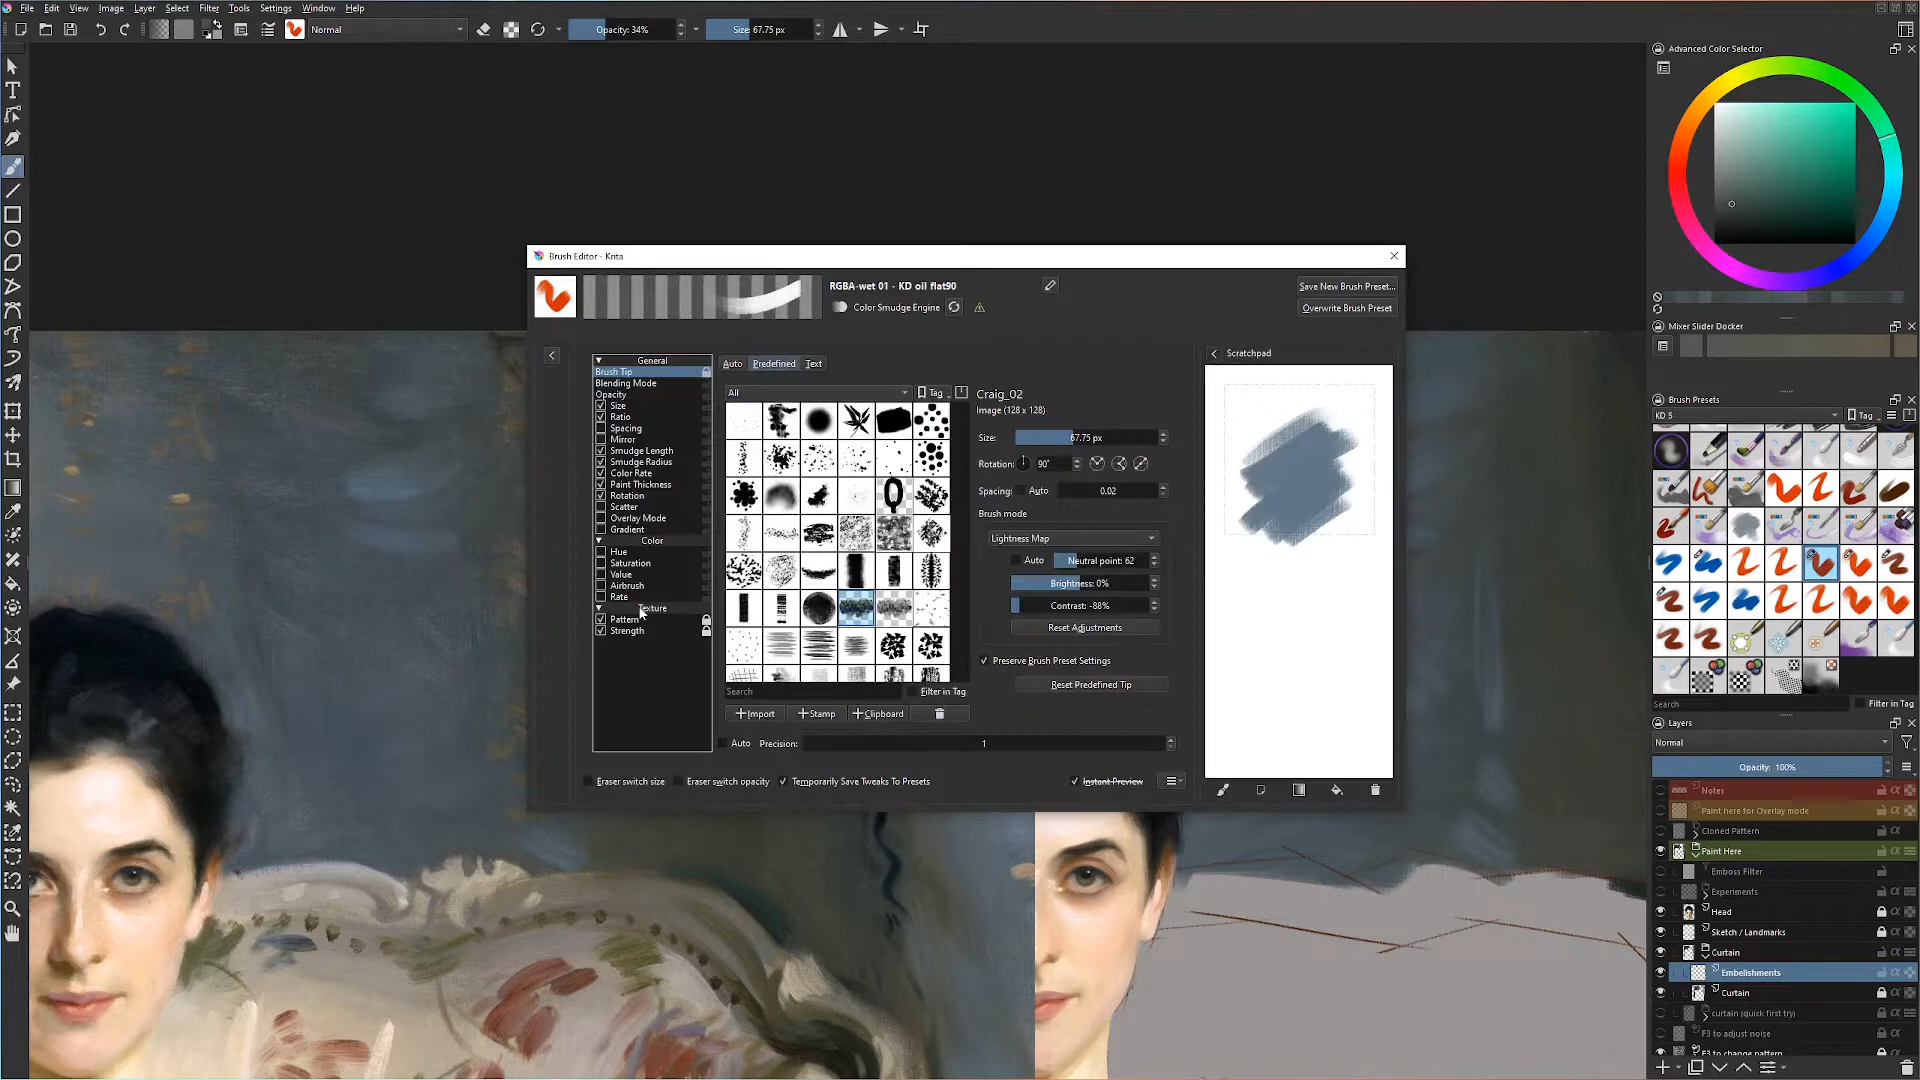 File Edit View Image Layer Select Filter Tools Settings Window Help
Normal
Opacity: 34%
Size: 67.75 px
Advanced Color Selector
Brush Editor - Krita
RGBA-wet 01 - KD oil flat90
Color Smudge Engine
Save New Brush Preset...
Overwrite Brush Preset
General
Brush Tip
Blending Mode
Opacity
Size
Ratio
Spacing
Mirror
Smudge Length
Smudge Radius
Color Rate
Paint Thickness
Rotation
Scatter
Overlay Mode
Gradient
Color
Hue
Saturation
Value
Airbrush
Rate
Texture
Pattern
Strength
Auto Predefined Text
All
Tag
Search
Filter in Tag
Import
Stamp
Clipboard
Auto Precision: 1
Craig_02
Image (128 x 128)
Size: 67.75 px
Rotation: 90°
Spacing: Auto 0.02
Brush mode
Lightness Map
Auto Neutral point: 62
Brightness: 0%
Contrast: -88%
Reset Adjustments
Preserve Brush Preset Settings
Reset Predefined Tip
Eraser switch size Eraser switch opacity Temporarily Save Tweaks To Presets
Instant Preview
Scratchpad
Mixer Slider Docker
Brush Presets
KD 5
Tag
Search
Filter in Tag
Layers
Normal
Opacity: 100%
Notes
Paint here for Overlay mode
Cloned Pattern
Paint Here
Emboss Filter
Experiments
Head
Sketch / Landmarks
Curtain
Embelishments
Curtain
curtain (quick first try)
F3 to adjust noise
F3 to change pattern